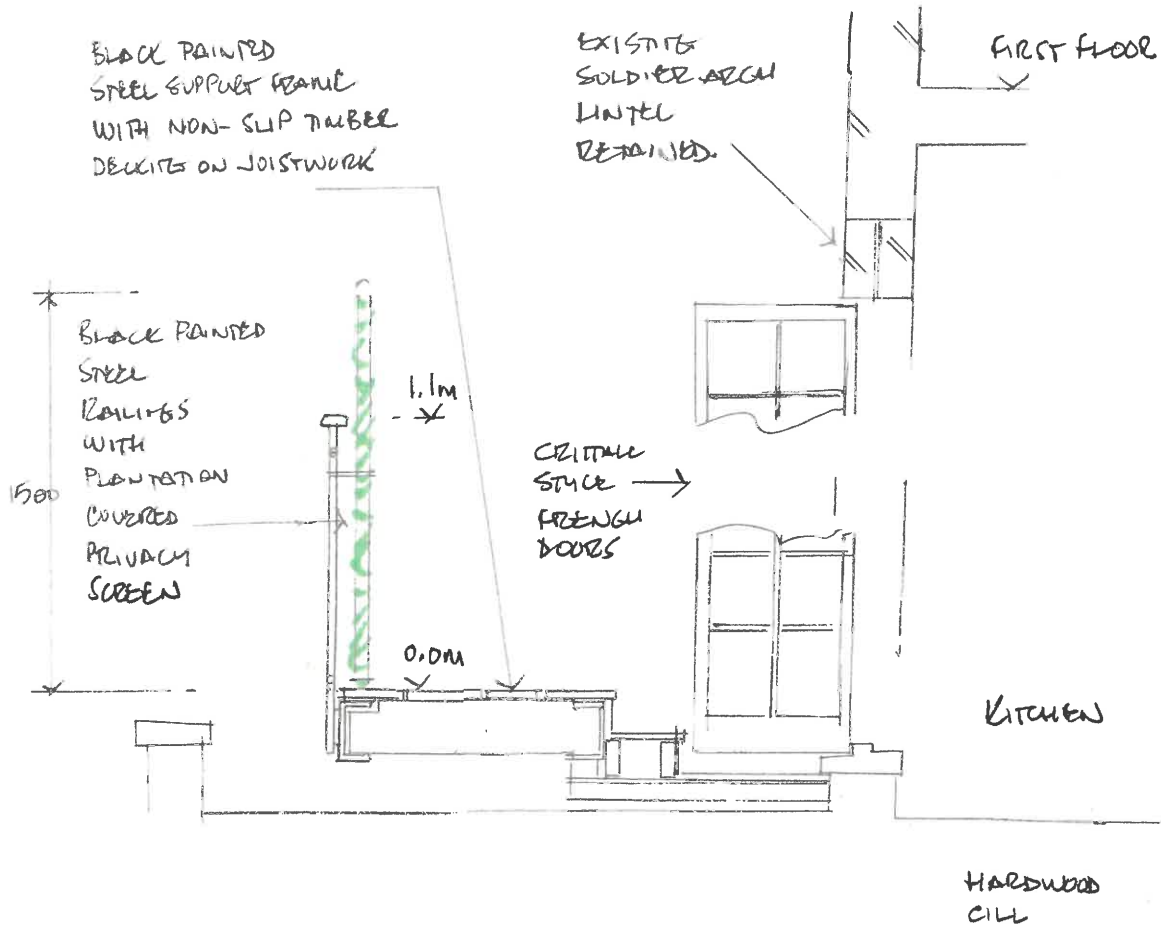 BLACK PAINTED
STEEL SUPPORT FRAME
WITH NON-SLIP TIMBER
DECKING ON JOISTWORK
EXISTING
SOLDIER ARCH
LINTEL
RETAINED.
FIRST FLOOR
BLACK PAINTED
STEEL
RAILINGS
WITH
PLANTATION
COVERED
PRIVACY
SCREEN
1500
1.1m
CRITTALL
STYLE
FRENCH
DOORS
0.0m
KITCHEN
HARDWOOD
CILL